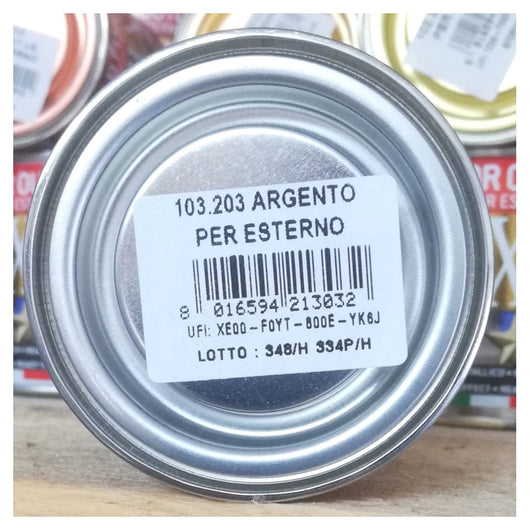 103.203 ARGENTO
PER ESTERNO
8 016594 213032
UFI: XE00-F0YT-800E-YK6J
LOTTO : 348/H 334P/H